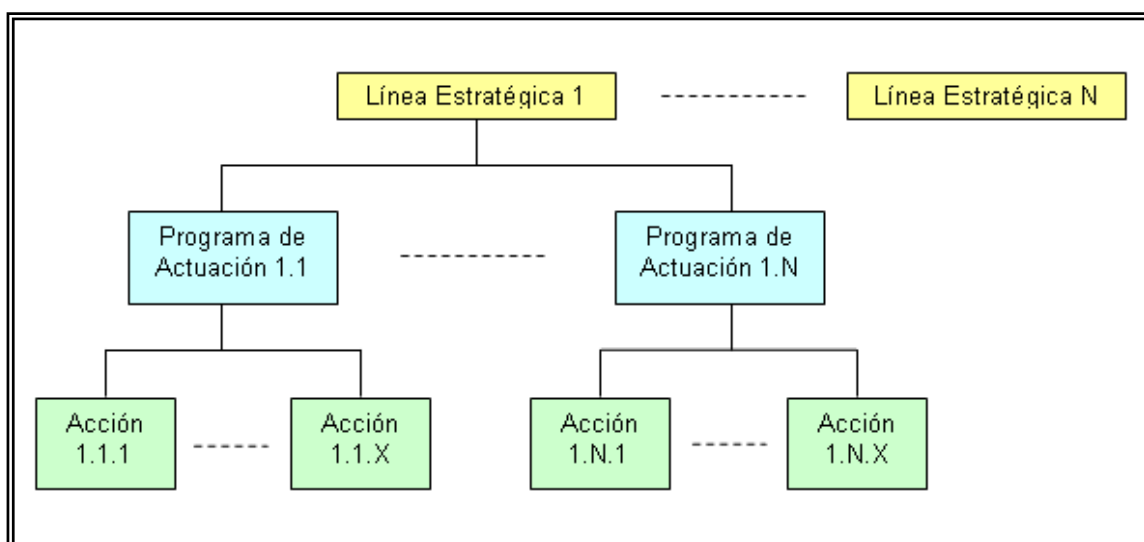 Línea Estratégica 1
Línea Estratégica N
Programa de
Actuación 1.1
Programa de
Actuación 1.N
Acción
1.1.1
Acción
1.1.X
Acción
1.N.1
Acción
1.N.X